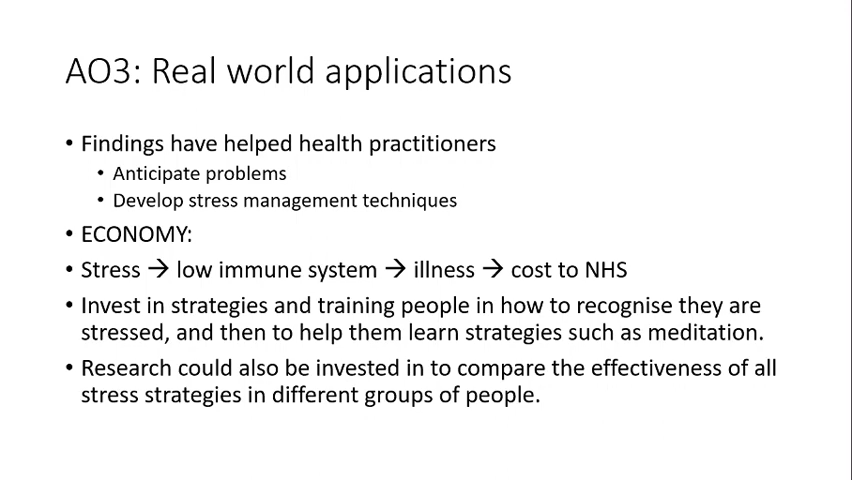 AO3: Real world applications
• Findings have helped health practitioners
• Anticipate problems
• Develop stress management techniques
• ECONOMY:
• Stress → low immune system → illness → cost to NHS
• Invest in strategies and training people in how to recognise they are
stressed, and then to help them learn strategies such as meditation.
• Research could also be invested in to compare the effectiveness of all
stress strategies in different groups of people.